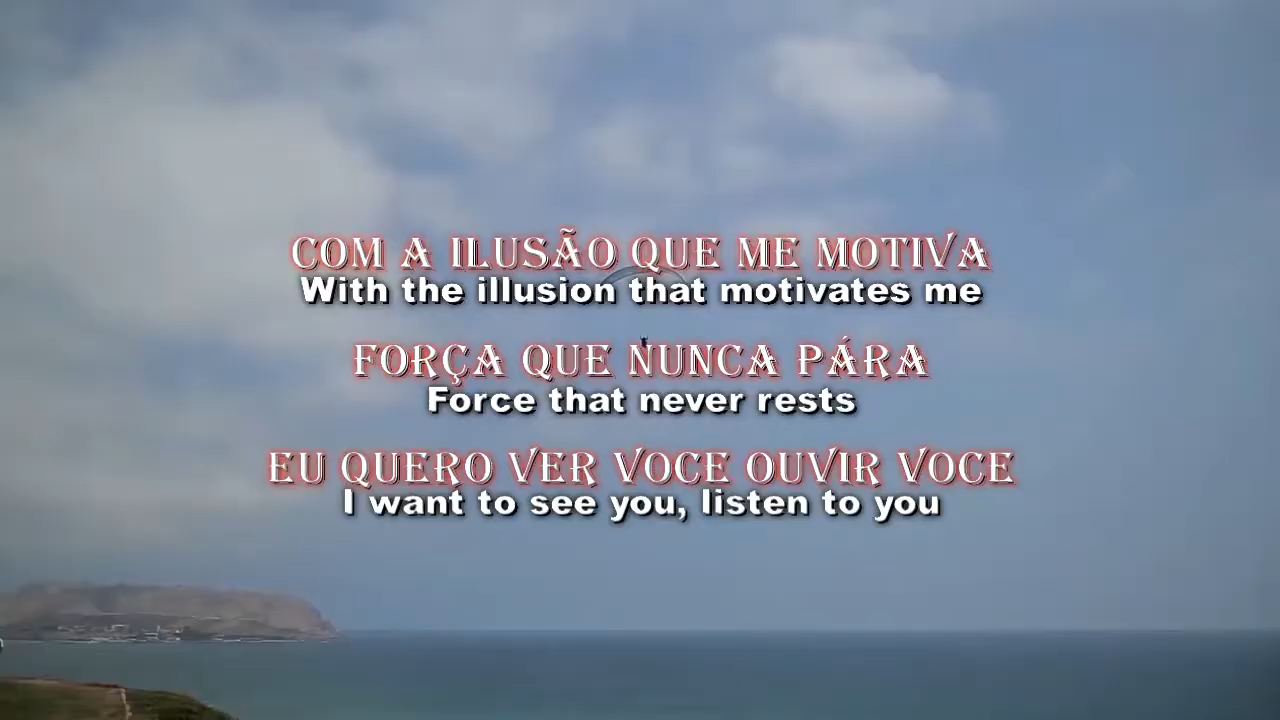 COM A ILUSÃO QUE ME MOTIVA
With the illusion that motivates me
FORÇA QUE NUNCA PÁRA
Force that never rests
EU QUERO VER VOCE OUVIR VOCE
I want to see you, listen to you